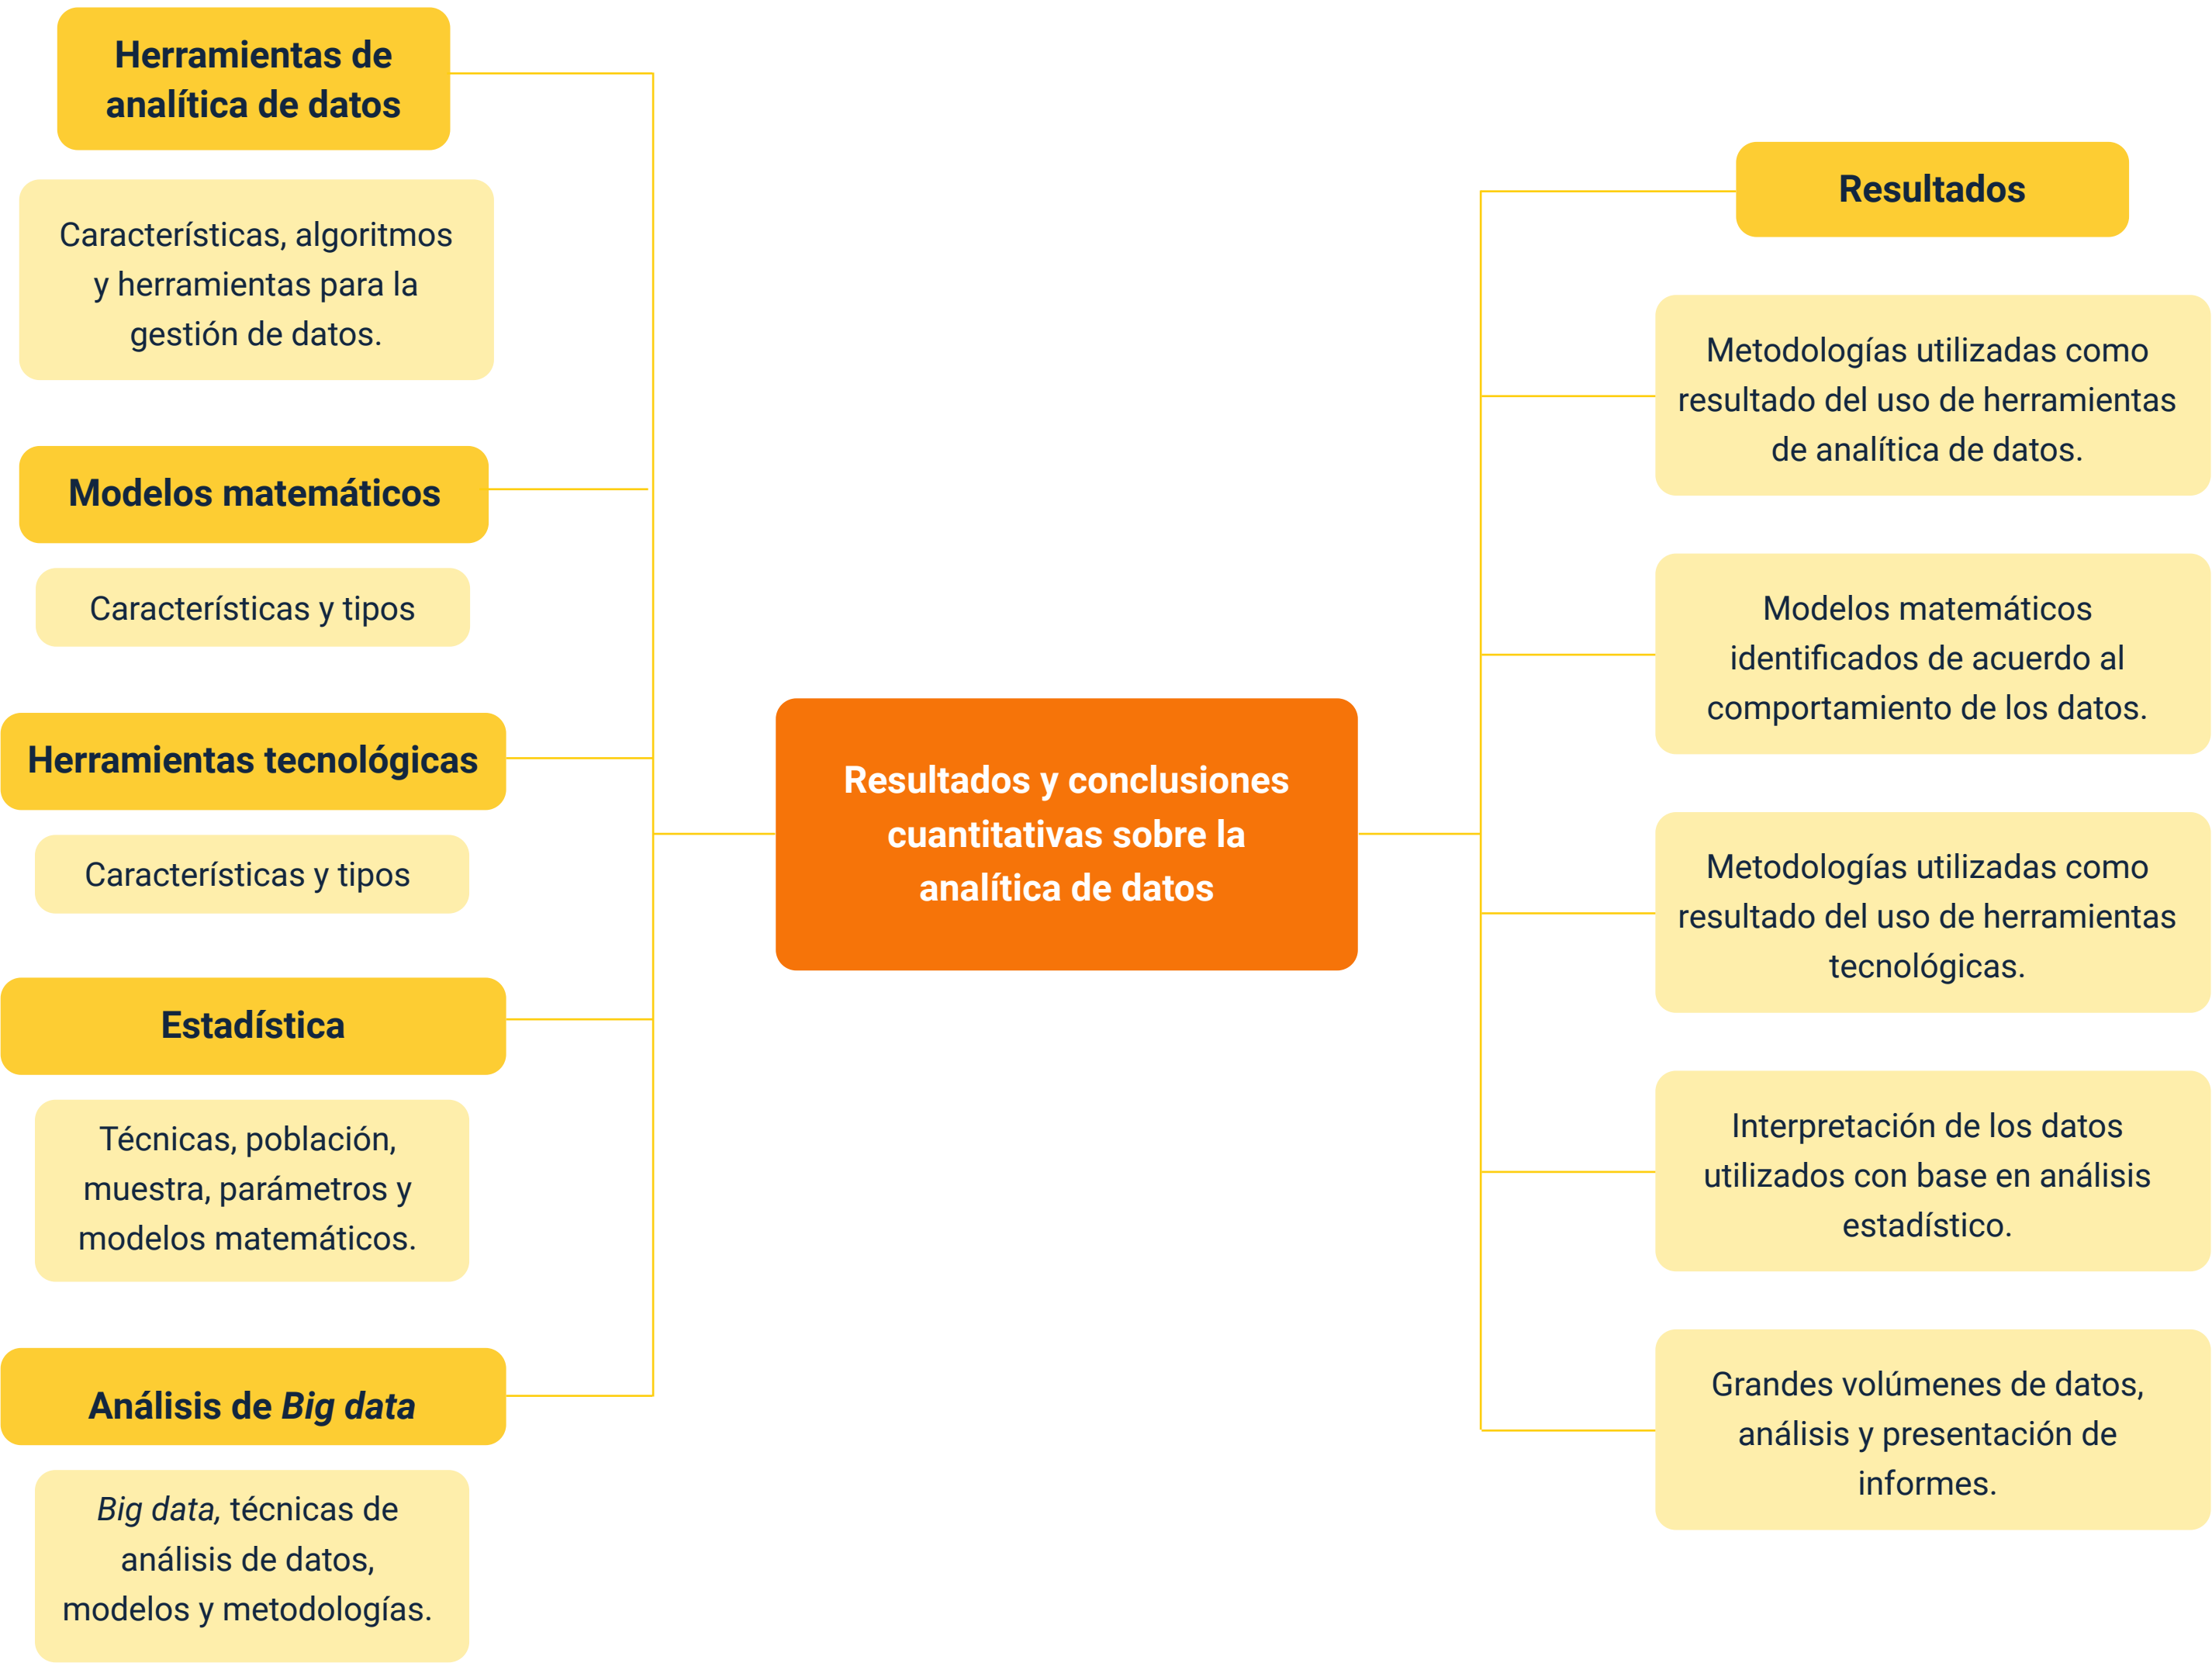 Herramientas de
analítica de datos
Características, algoritmos
y herramientas para la
gestión de datos.
Modelos matemáticos
Características y tipos
Herramientas tecnológicas
Características y tipos
Estadística
Técnicas, población,
muestra, parámetros y
modelos matemáticos.
Análisis de Big data
Big data, técnicas de
análisis de datos,
modelos y metodologías.
Resultados y conclusiones
cuantitativas sobre la
analítica de datos
Resultados
Metodologías utilizadas como
resultado del uso de herramientas
de analítica de datos.
Modelos matemáticos
identificados de acuerdo al
comportamiento de los datos.
Metodologías utilizadas como
resultado del uso de herramientas
tecnológicas.
Interpretación de los datos
utilizados con base en análisis
estadístico.
Grandes volúmenes de datos,
análisis y presentación de
informes.